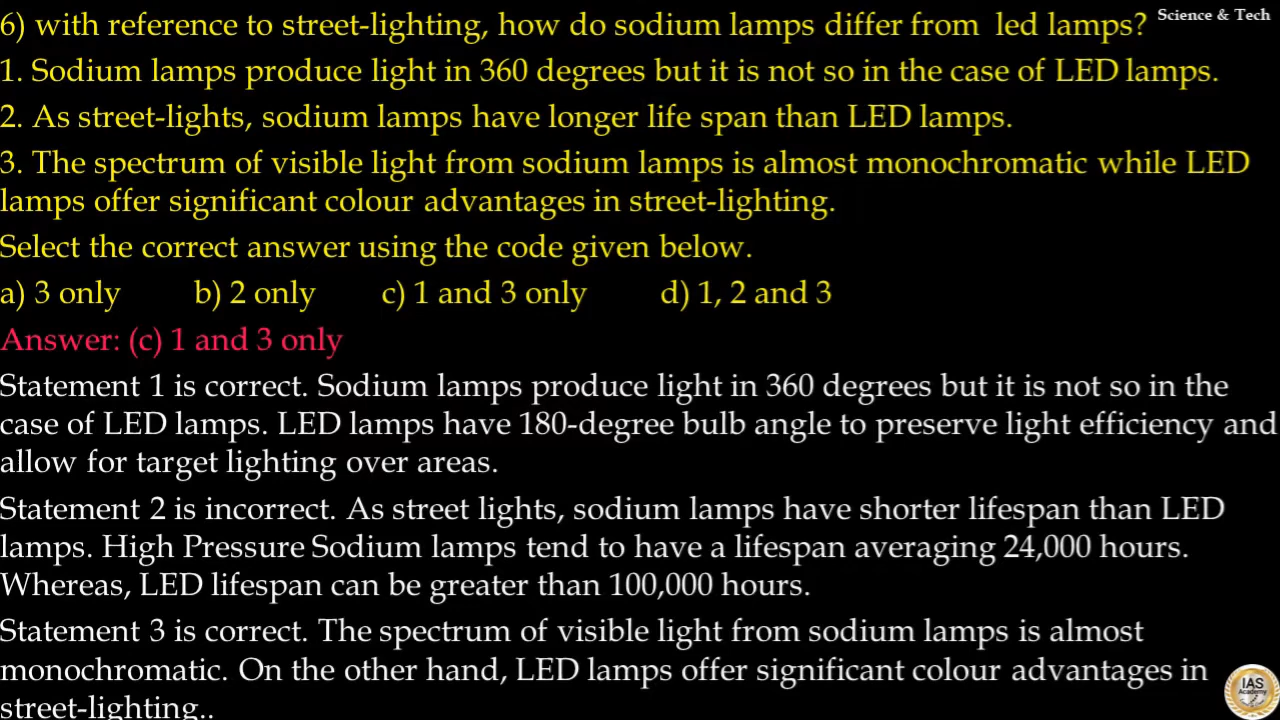 6) with reference to street-lighting, how do sodium lamps differ from led lamps?
Science & Tech
1. Sodium lamps produce light in 360 degrees but it is not so in the case of LED lamps.
2. As street-lights, sodium lamps have longer life span than LED lamps.
3. The spectrum of visible light from sodium lamps is almost monochromatic while LED
lamps offer significant colour advantages in street-lighting.
Select the correct answer using the code given below.
a) 3 only b) 2 only c) 1 and 3 only d) 1, 2 and 3
Answer: (c) 1 and 3 only
Statement 1 is correct. Sodium lamps produce light in 360 degrees but it is not so in the
case of LED lamps. LED lamps have 180-degree bulb angle to preserve light efficiency and
allow for target lighting over areas.
Statement 2 is incorrect. As street lights, sodium lamps have shorter lifespan than LED
lamps. High Pressure Sodium lamps tend to have a lifespan averaging 24,000 hours.
Whereas, LED lifespan can be greater than 100,000 hours.
Statement 3 is correct. The spectrum of visible light from sodium lamps is almost
monochromatic. On the other hand, LED lamps offer significant colour advantages in
street-lighting..
IAS
Academy